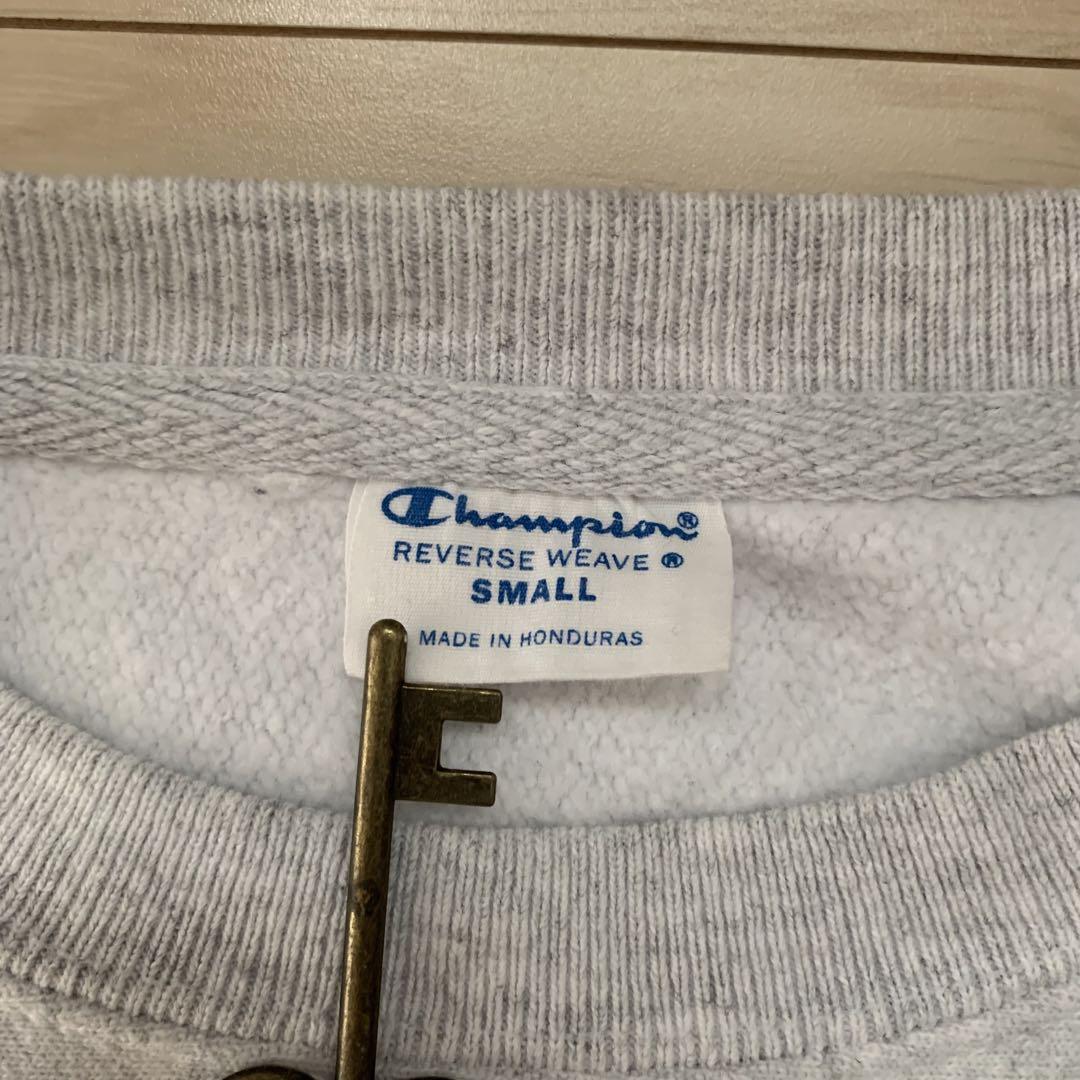 Champion®
REVERSE WEAVE ®
SMALL
MADE IN HONDURAS